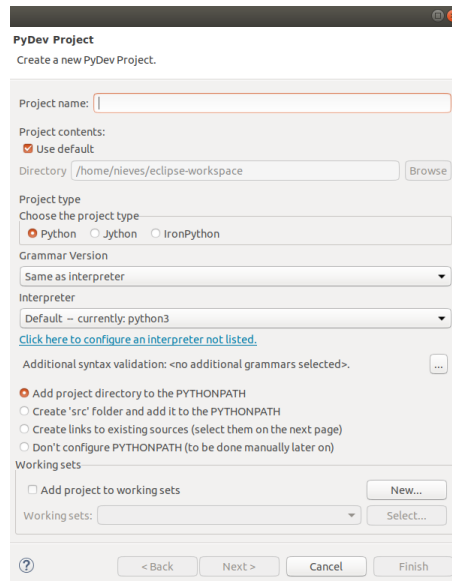 PyDev Project
Create a new PyDev Project.
Project name:
Project contents:
Use default
Directory /home/nieves/eclipse-workspace Browse
Project type
Choose the project type
Python Jython IronPython
Grammar Version
Same as interpreter
Interpreter
Default -- currently: python3
Click here to configure an interpreter not listed.
Additional syntax validation: <no additional grammars selected>. ...
Add project directory to the PYTHONPATH
Create 'src' folder and add it to the PYTHONPATH
Create links to existing sources (select them on the next page)
Don't configure PYTHONPATH (to be done manually later on)
Working sets
Add project to working sets New...
Working sets: Select...
? < Back Next > Cancel Finish